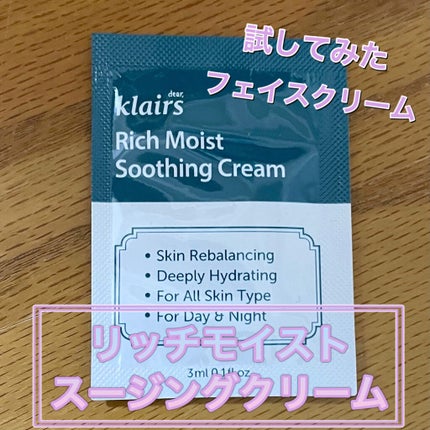 試してみた
フェイスクリーム
dear,
klairs
Rich Moist
Soothing Cream
• Skin Rebalancing
• Deeply Hydrating
• For All Skin Type
• For Day & Night
リッチモイスト
スージングクリーム
3ml 0.1fl.oz